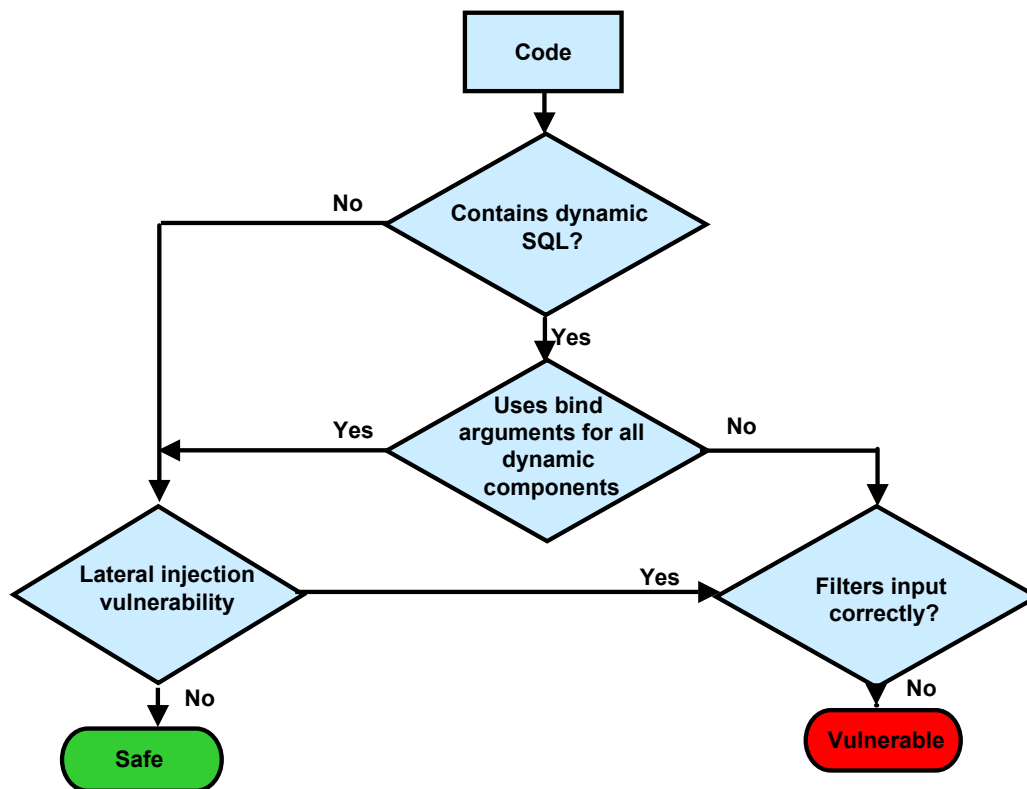 Code
No
Contains dynamic
SQL?
Yes
Uses bind
arguments for all
dynamic
components
Yes
No
Lateral injection
vulnerability
Yes
Filters input
correctly?
No
No
Safe
Vulnerable